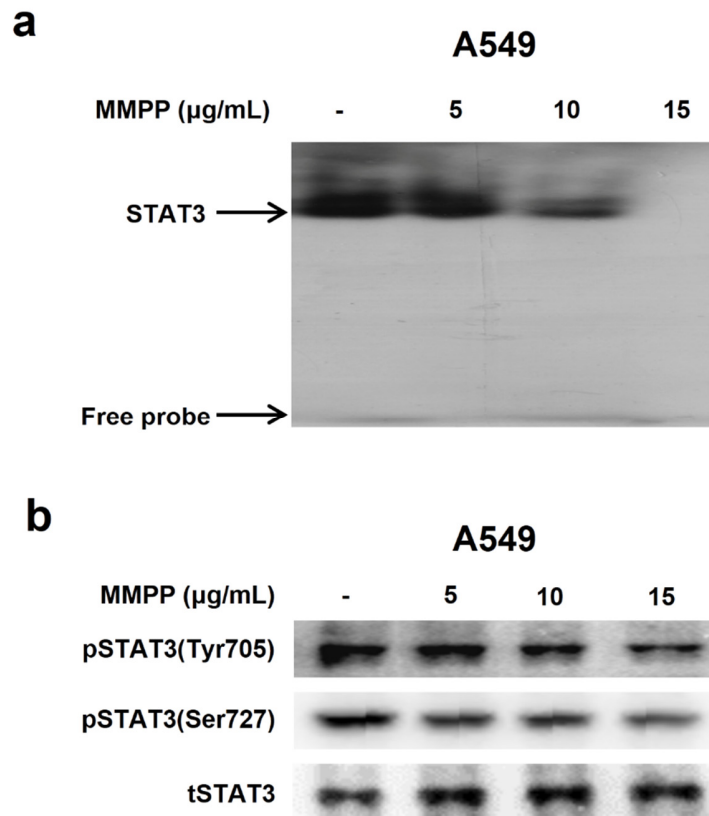 a
A549
MMPP (µg/mL) - 5 10 15
STAT3
Free probe
b
A549
MMPP (µg/mL) - 5 10 15
pSTAT3(Tyr705)
pSTAT3(Ser727)
tSTAT3